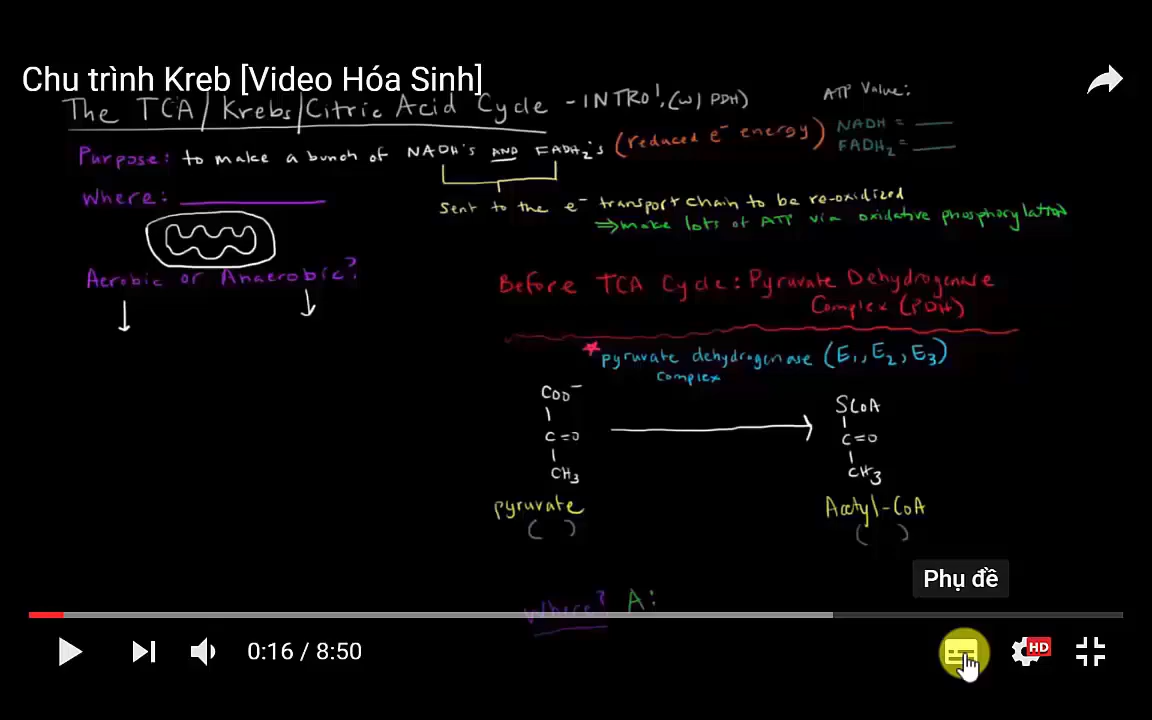 Chu trình Kreb [Video Hóa Sinh]
The TCA/Krebs/Citric Acid Cycle - INTRO! (w/ PDH)
ATP Value:
NADH = ___
FADH2 = ___
Purpose: to make a bunch of NADH's AND FADH2's (reduced e- energy)
Where: ___
Sent to the e- transport chain to be re-oxidized
⇒ make lots of ATP via oxidative phosphorylation
Aerobic or Anaerobic?
Before TCA Cycle: Pyruvate Dehydrogenase
Complex (PDH)
* pyruvate dehydrogenase (E1, E2, E3)
complex
COO-
C=O
CH3
pyruvate
( )
SCoA
C=O
CH3
Acetyl-CoA
( )
Phụ đề
Where? A:
0:16 / 8:50
HD